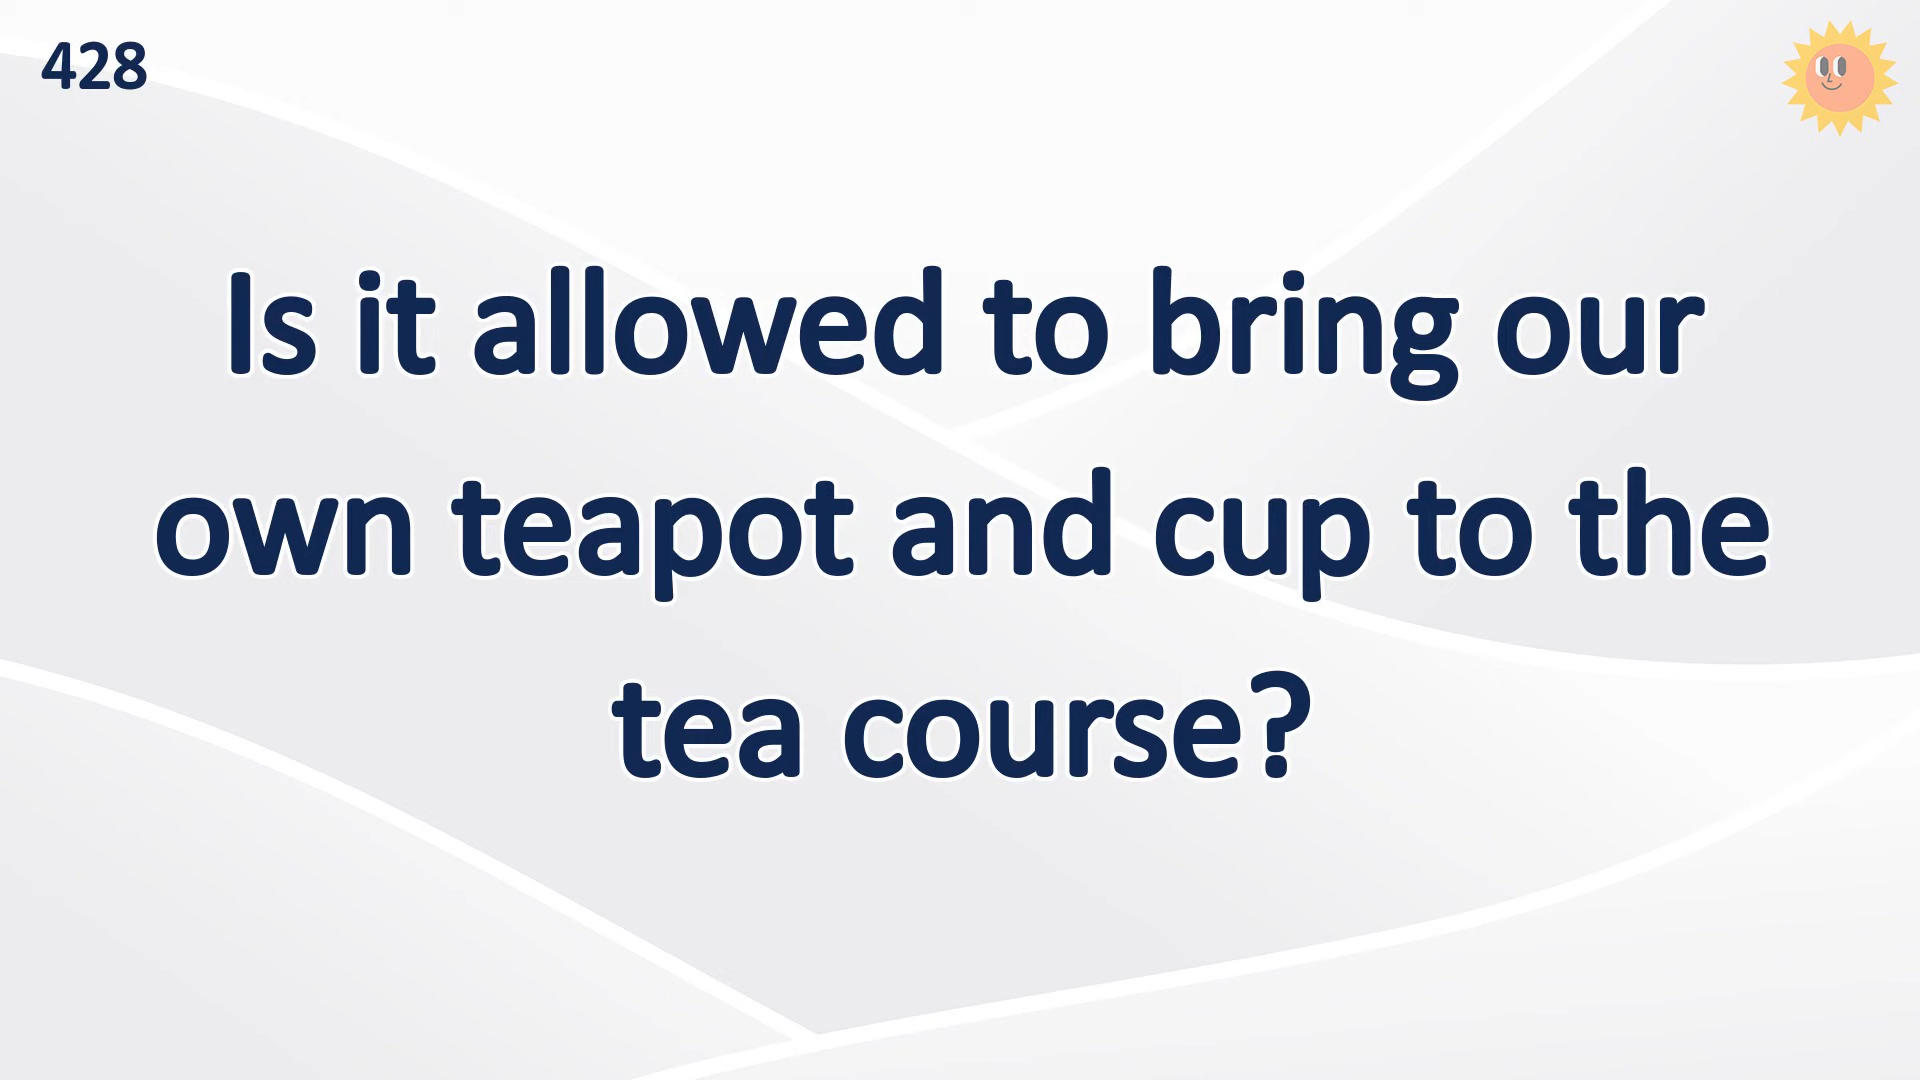 428
Is it allowed to bring our
own teapot and cup to the
tea course?